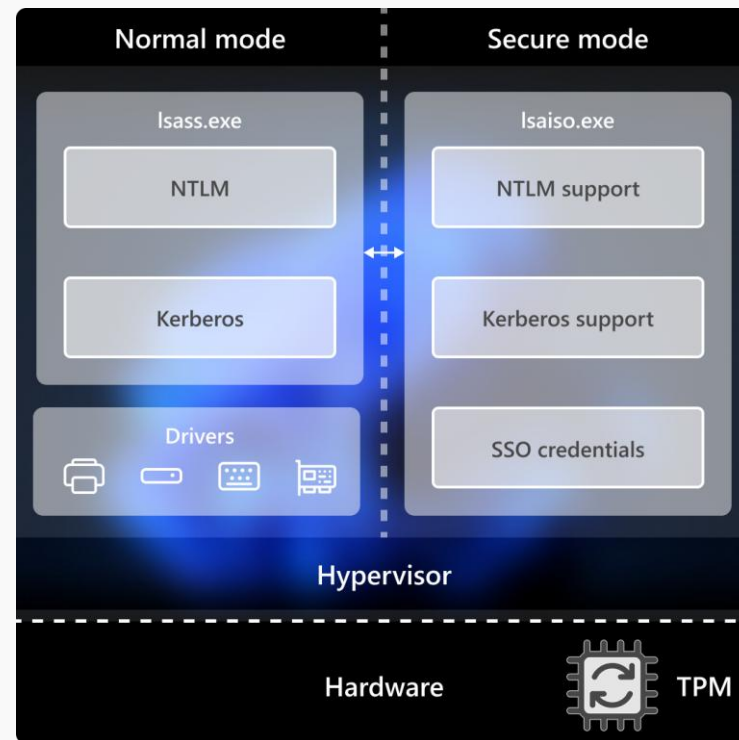 Normal mode
Secure mode
lsass.exe
NTLM
Kerberos
Drivers
lsaiso.exe
NTLM support
Kerberos support
SSO credentials
Hypervisor
Hardware
TPM